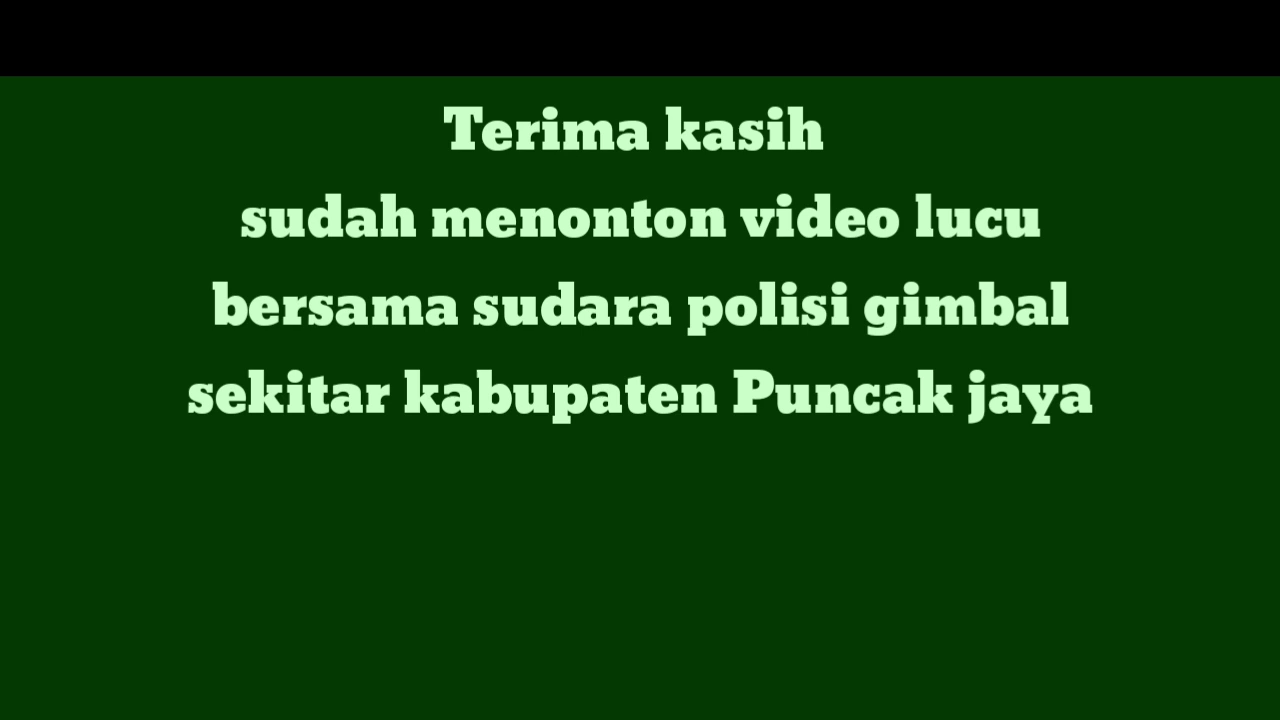 Terima kasih
sudah menonton video lucu
bersama sudara polisi gimbal
sekitar kabupaten Puncak jaya